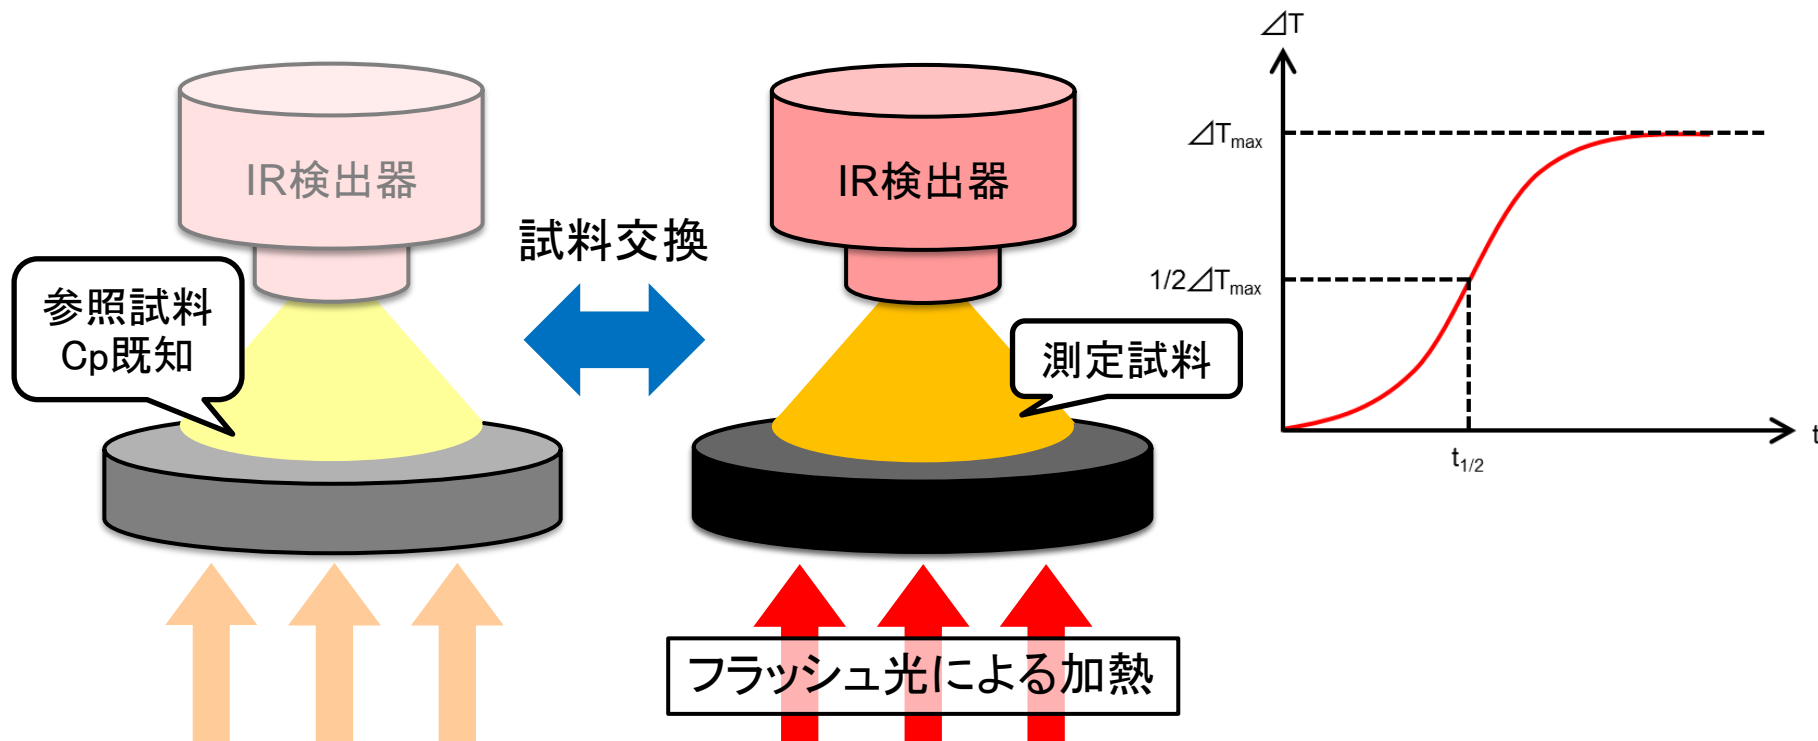 IR検出器
試料交換
参照試料
Cp既知
IR検出器
測定試料
フラッシュ光による加熱
⊿T
⊿Tmax
1/2⊿Tmax
t1/2
t